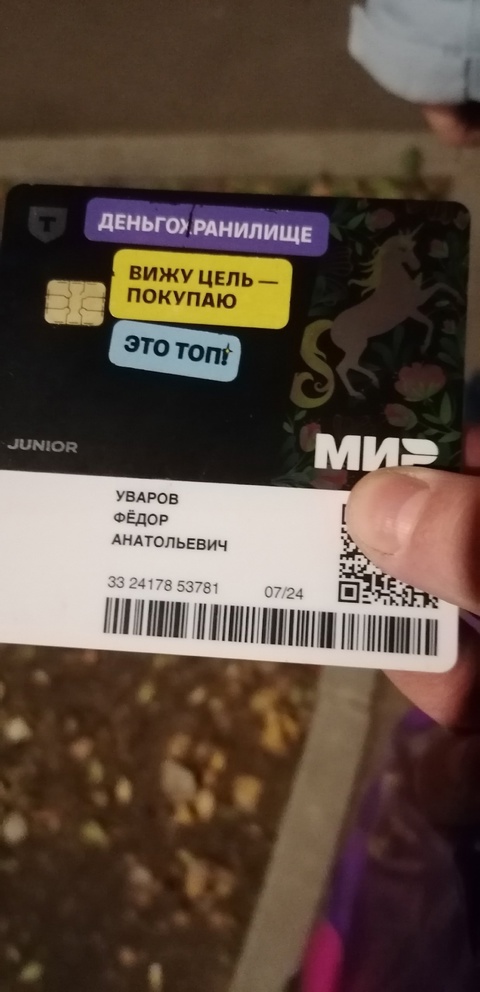 Т
ДЕНЬГОХРАНИЛИЩЕ
ВИЖУ ЦЕЛЬ —
ПОКУПАЮ
ЭТО ТОП!
JUNIOR
МИР
УВАРОВ
ФЁДОР
АНАТОЛЬЕВИЧ
33 24178 53781 07/24